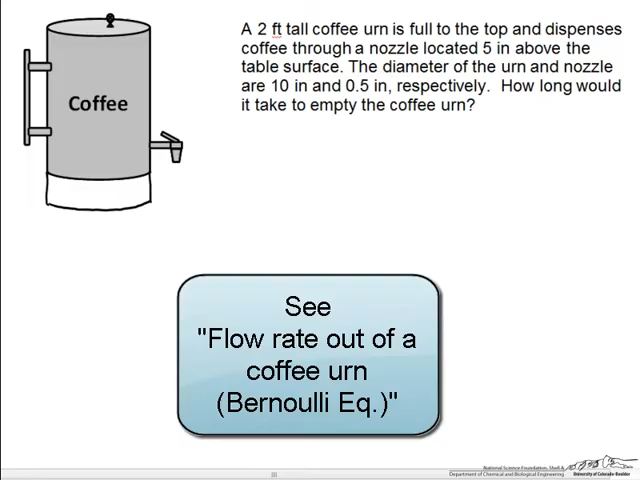 A 2 ft tall coffee urn is full to the top and dispenses
coffee through a nozzle located 5 in above the
table surface. The diameter of the urn and nozzle
are 10 in and 0.5 in, respectively.  How long would
it take to empty the coffee urn?
Coffee
See
"Flow rate out of a
coffee urn
(Bernoulli Eq.)"
National Science Foundation, Shell &
Department of Chemical and Biological Engineering
University of Colorado Boulder